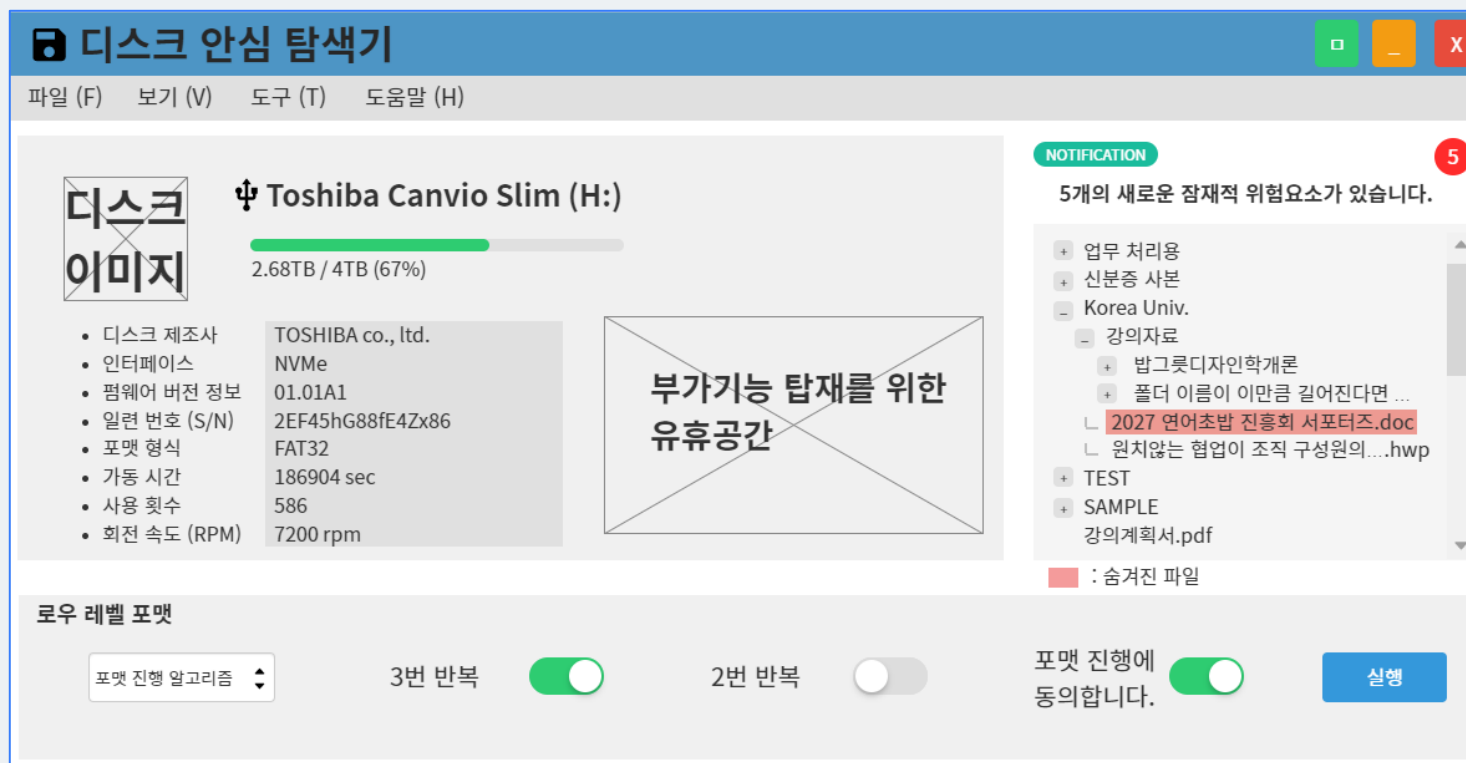 디스크 안심 탐색기
ㅁ _ X
파일 (F) 보기 (V) 도구 (T) 도움말 (H)
디스크
이미지
Toshiba Canvio Slim (H:)
2.68TB / 4TB (67%)
디스크 제조사 TOSHIBA co., ltd.
인터페이스 NVMe
펌웨어 버전 정보 01.01A1
일련 번호 (S/N) 2EF45hG88fE4Zx86
포맷 형식 FAT32
가동 시간 186904 sec
사용 횟수 586
회전 속도 (RPM) 7200 rpm
부가기능 탑재를 위한
유휴공간
NOTIFICATION
5
5개의 새로운 잠재적 위험요소가 있습니다.
+ 업무 처리용
+ 신분증 사본
_ Korea Univ.
_ 강의자료
+ 밥그릇디자인학개론
+ 폴더 이름이 이만큼 길어진다면 ...
2027 연어초밥 진흥회 서포터즈.doc
원치않는 협업이 조직 구성원의....hwp
+ TEST
+ SAMPLE
강의계획서.pdf
: 숨겨진 파일
로우 레벨 포맷
포맷 진행 알고리즘
3번 반복
2번 반복
포맷 진행에
동의합니다.
실행